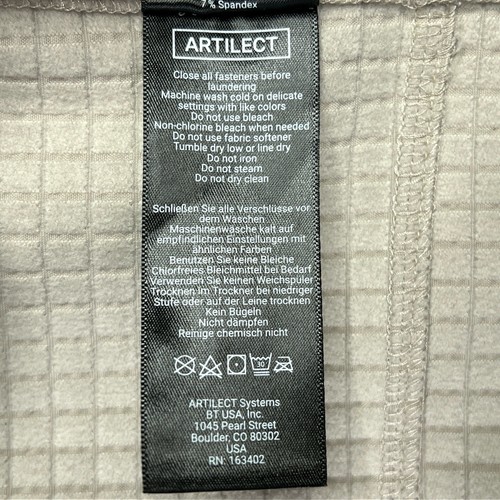 7% Spandex
ARTILECT
Close all fasteners before
laundering
Machine wash cold on delicate
settings with like colors
Do not use bleach
Non-chlorine bleach when needed
Do not use fabric softener
Tumble dry low or line dry
Do not iron
Do not steam
Do not dry clean
Schließen Sie alle Verschlüsse vor
dem Waschen
Maschinenwäsche kalt auf
empfindlichen Einstellungen mit
ähnlichen Farben
Benutzen Sie keine Bleiche
Chlorfreies Bleichmittel bei Bedarf
Verwenden Sie keinen Weichspüler
Trocknen im Trockner bei niedriger
Stufe oder auf der Leine trocknen
Kein Bügeln
Nicht dämpfen
Reinige chemisch nicht
30
ARTILECT Systems
BT USA, Inc.
1045 Pearl Street
Boulder, CO 80302
USA
RN: 163402